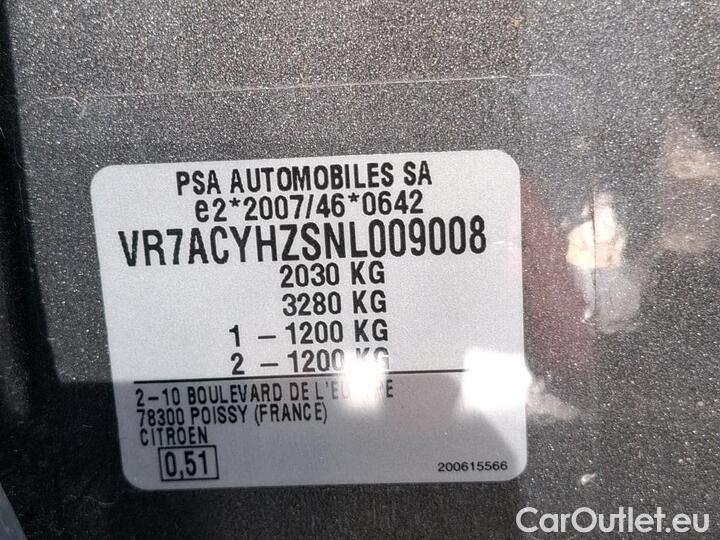 PSA AUTOMOBILES SA
e2*2007/46*0642
VR7ACYHZSNL009008
2030 KG
3280 KG
1 – 1200 KG
2 – 1200 KG
2–10 BOULEVARD DE L'EUROPE
78300 POISSY (FRANCE)
CITROEN
0,51
200615566
CarOutlet.eu